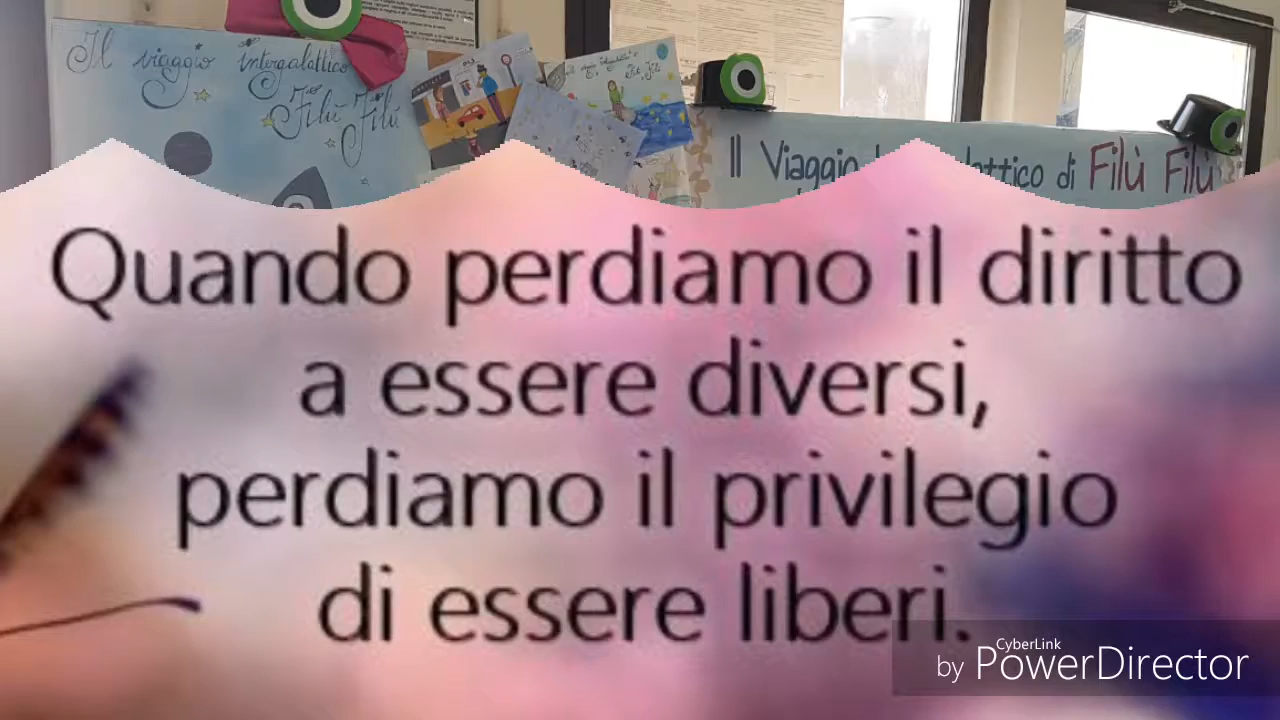 Il viaggio intergalattico
Filù Filù
Il Viaggio
di Filù Filù
Quando perdiamo il diritto
a essere diversi,
perdiamo il privilegio
di essere liberi.
CyberLink
by PowerDirector